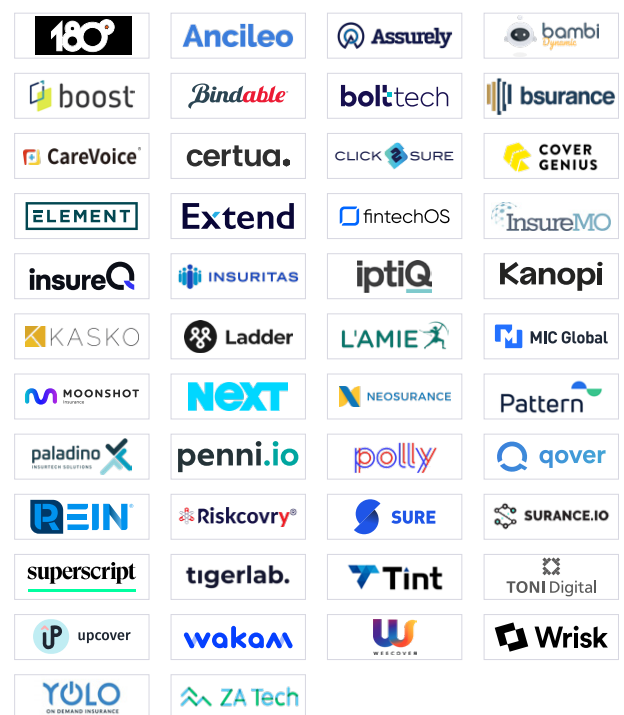 180°
Ancileo
Assurely
bambi
Dynamic
boost
Bindable
bolttech
bsurance
CareVoice
certua.
CLICK 2 SURE
COVER
GENIUS
ELEMENT
Extend
fintechOS
InsureMO
insureQ
INSURITAS
iptiQ
Kanopi
KASKO
Ladder
L'AMIE
MIC Global
MOONSHOT
Insurance
NEXT
NEOSURANCE
Pattern
paladino
INSURTECH SOLUTIONS
penni.io
polly
qover
REIN
Riskcovry®
SURE
SURANCE.IO
superscript
tigerlab.
Tint
TONI Digital
UP
upcover
wakam
WEECOVER
Wrisk
YOLO
ON DEMAND INSURANCE
ZA Tech